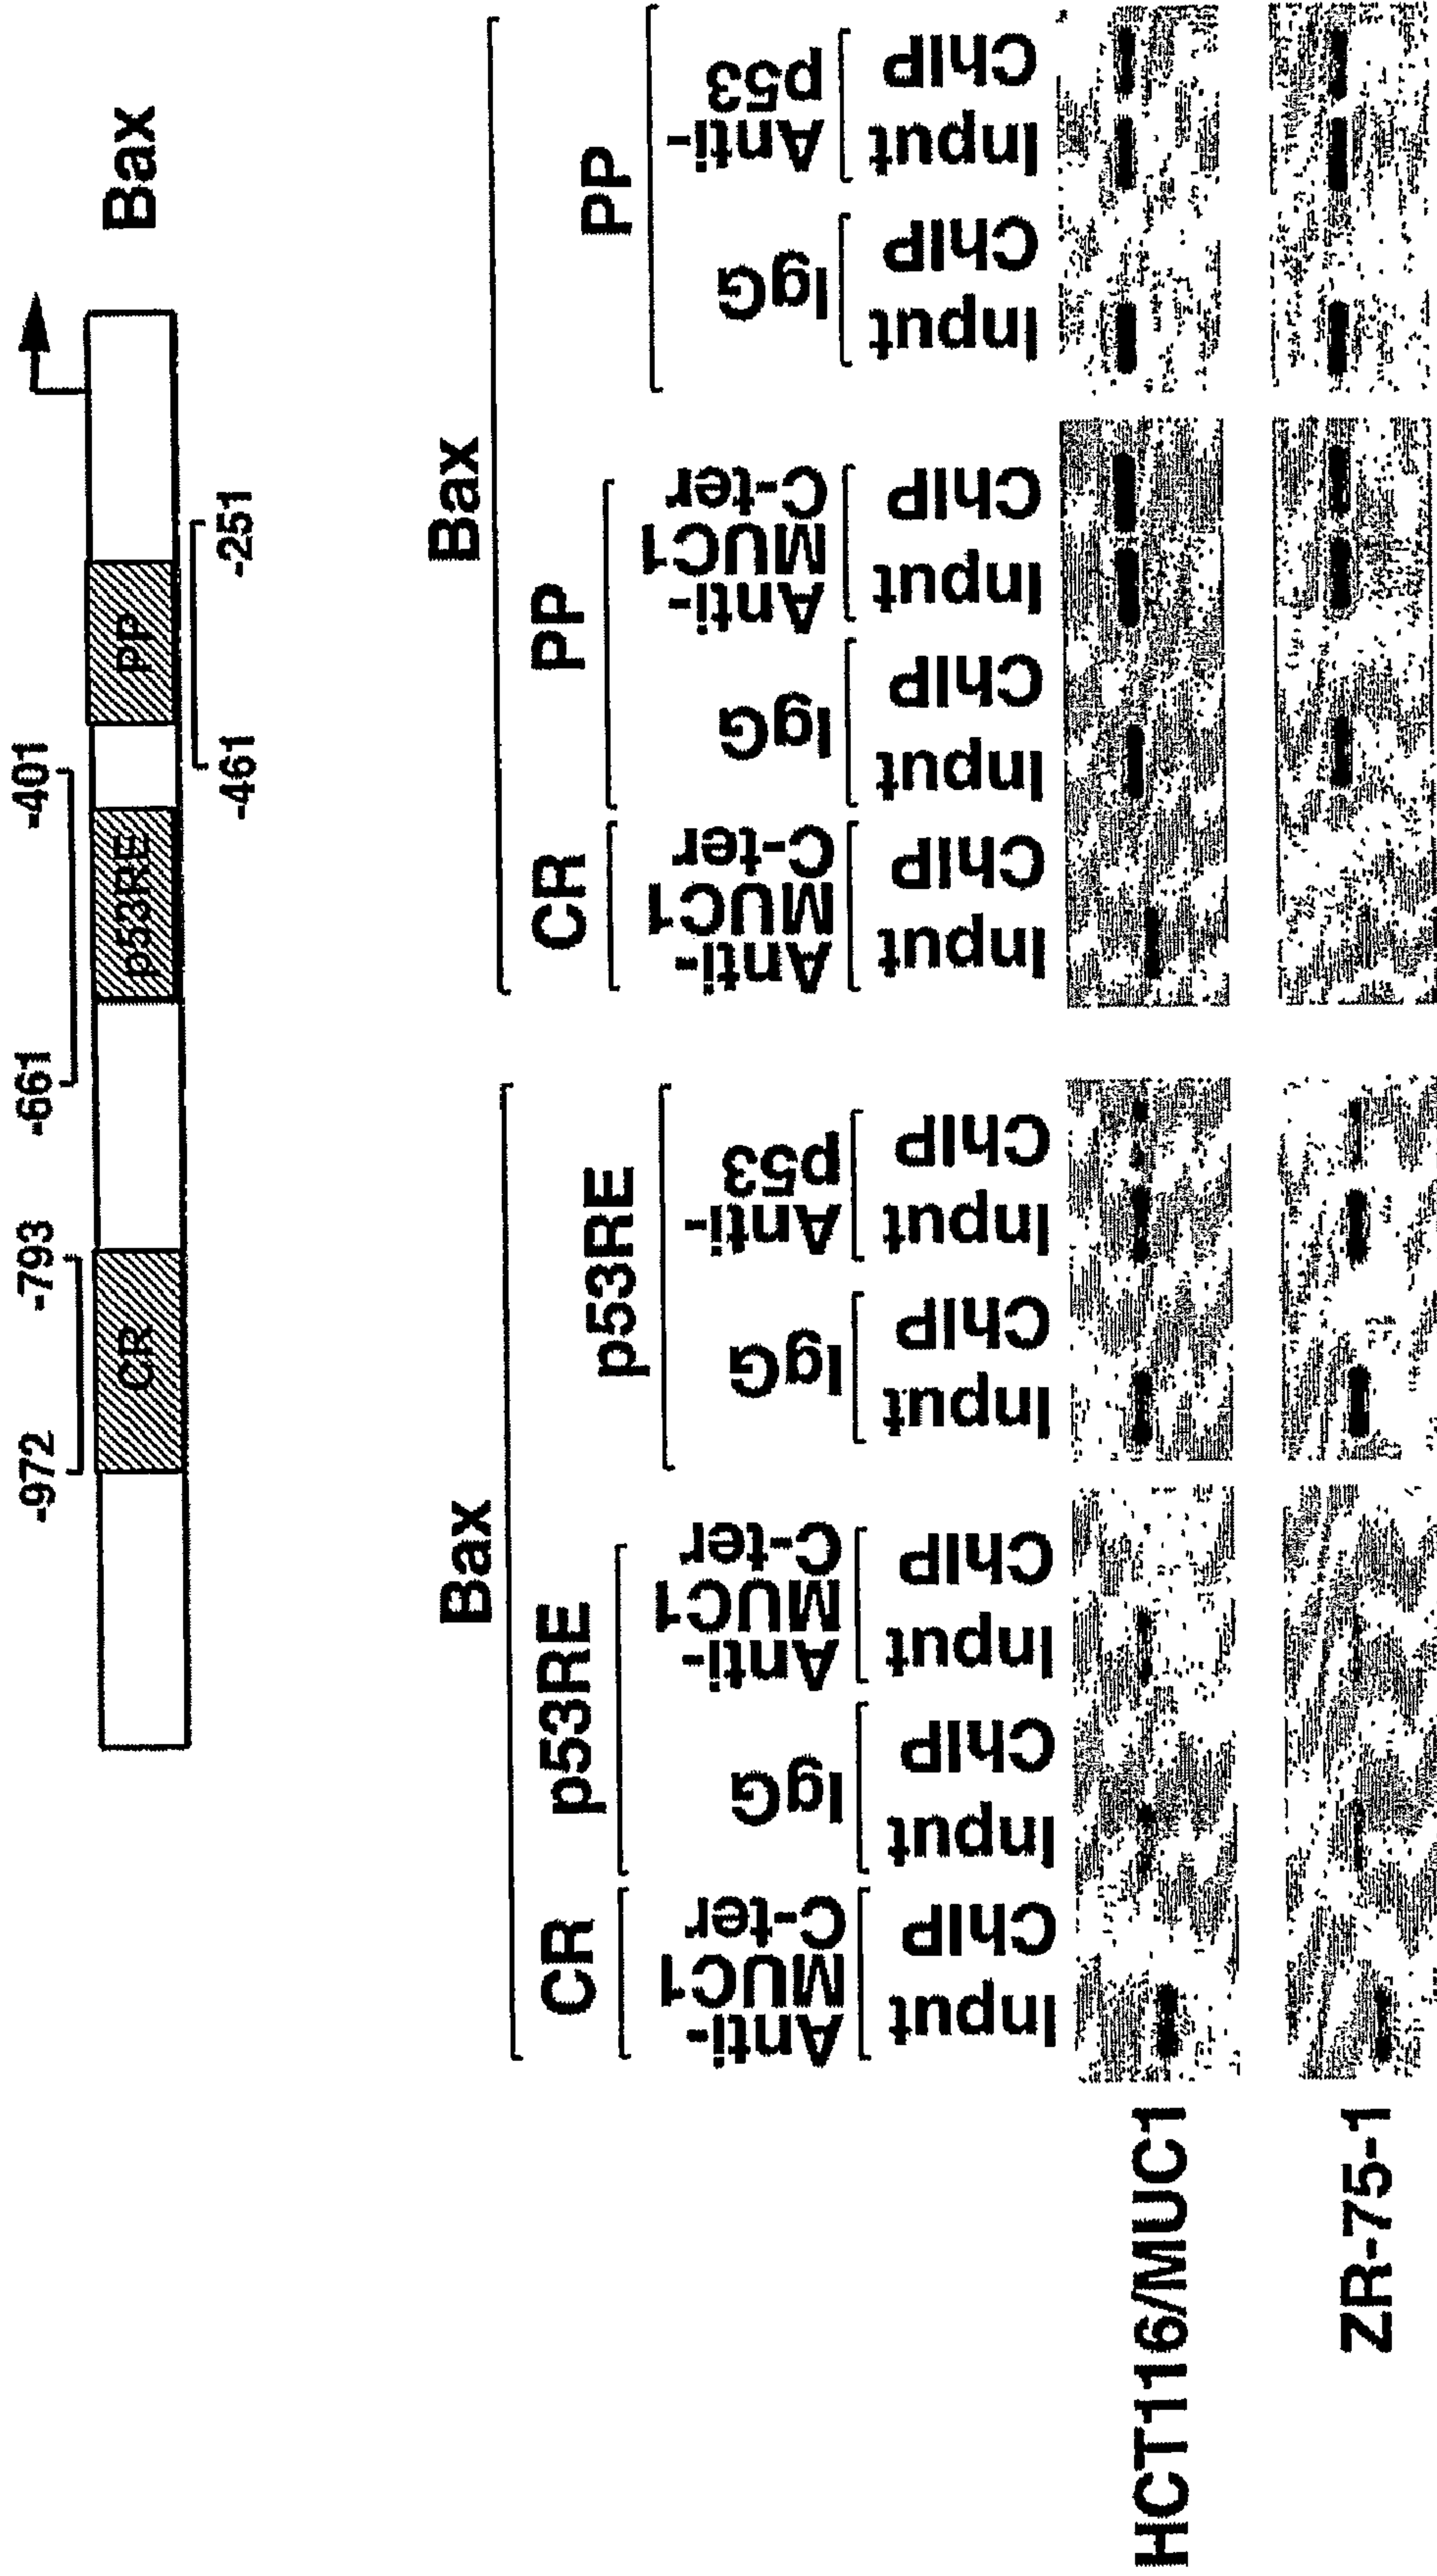 -972 -793 -661 -401
CR p53RE PP Bax
-461 -251
Bax Bax
CR p53RE p53RE CR PP PP
Anti- MUC1 C-ter IgG Anti- MUC1 C-ter IgG Anti- p53 Anti- MUC1 C-ter IgG Anti- MUC1 C-ter IgG Anti- p53
Input ChIP Input ChIP Input ChIP Input ChIP Input ChIP Input ChIP Input ChIP Input ChIP Input ChIP Input ChIP
HCT116/MUC1
ZR-75-1